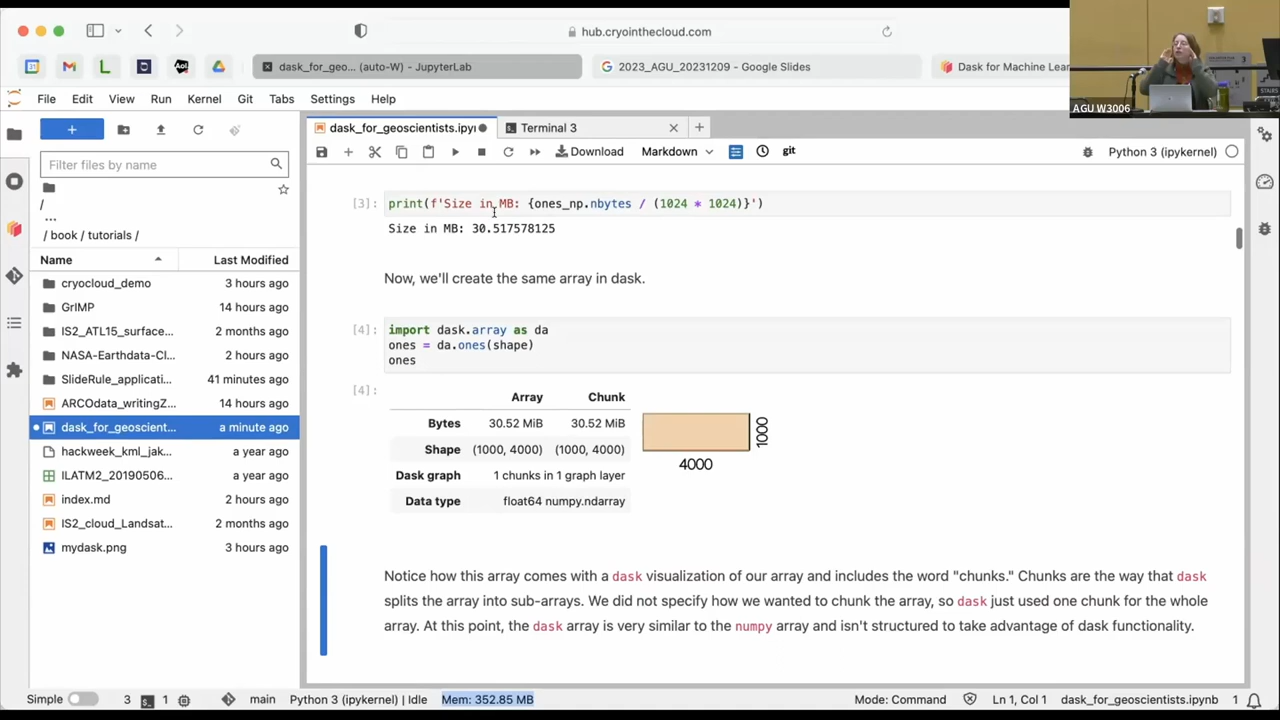 hub.cryointhecloud.com
dask_for_geo... (auto-W) - JupyterLab
2023_AGU_20231209 - Google Slides
Dask for Machine Lear
AGU W3006
File Edit View Run Kernel Git Tabs Settings Help
dask_for_geoscientists.ipyn
Terminal 3
Download
Markdown
git
Python 3 (ipykernel)
Filter files by name
/
...
/ book / tutorials /
Name Last Modified
cryocloud_demo 3 hours ago
GrIMP 14 hours ago
IS2_ATL15_surface... 2 months ago
NASA-Earthdata-Cl... 2 hours ago
SlideRule_applicati... 41 minutes ago
ARCOdata_writingZ... 14 hours ago
dask_for_geoscient... a minute ago
hackweek_kml_jak... a year ago
ILATM2_20190506... a year ago
index.md 2 hours ago
IS2_cloud_Landsat... 2 months ago
mydask.png 3 hours ago
[3]: print(f'Size in MB: {ones_np.nbytes / (1024 * 1024)}')
Size in MB: 30.517578125
Now, we'll create the same array in dask.
[4]: import dask.array as da
ones = da.ones(shape)
ones
[4]:
Array Chunk
Bytes 30.52 MiB 30.52 MiB
Shape (1000, 4000) (1000, 4000)
Dask graph 1 chunks in 1 graph layer
Data type float64 numpy.ndarray
1000
4000
Notice how this array comes with a dask visualization of our array and includes the word "chunks." Chunks are the way that dask
splits the array into sub-arrays. We did not specify how we wanted to chunk the array, so dask just used one chunk for the whole
array. At this point, the dask array is very similar to the numpy array and isn't structured to take advantage of dask functionality.
Simple 3 1 main Python 3 (ipykernel) | Idle Mem: 352.85 MB Mode: Command Ln 1, Col 1 dask_for_geoscientists.ipynb 1